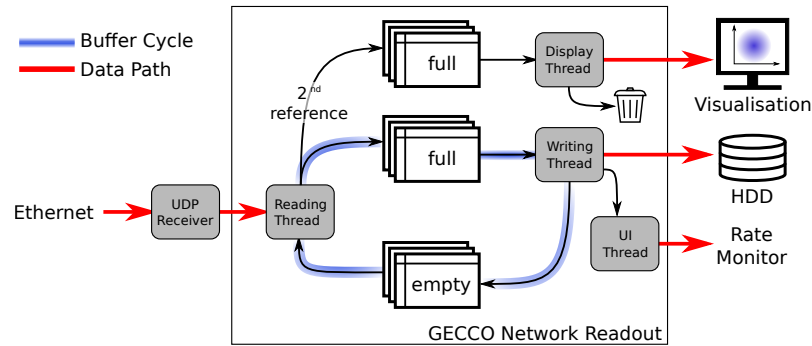 Buffer Cycle
Data Path
full
Display
Thread
Visualisation
2nd
reference
full
Writing
Thread
HDD
Ethernet
UDP
Receiver
Reading
Thread
UI
Thread
Rate
Monitor
empty
GECCO Network Readout